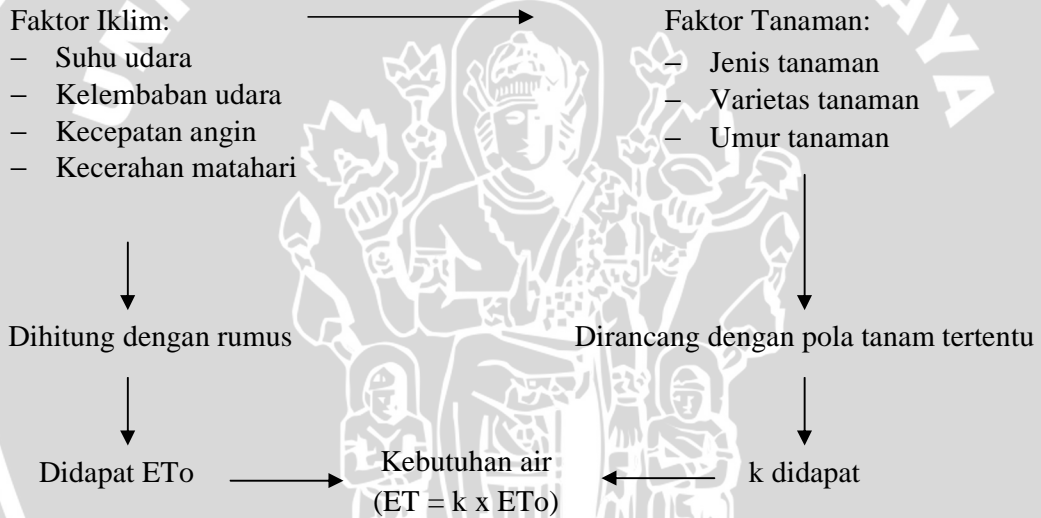 Faktor Iklim:
– Suhu udara
– Kelembaban udara
– Kecepatan angin
– Kecerahan matahari
Faktor Tanaman:
– Jenis tanaman
– Varietas tanaman
– Umur tanaman
Dihitung dengan rumus
Dirancang dengan pola tanam tertentu
Didapat ETo
Kebutuhan air
(ET = k x ETo)
k didapat